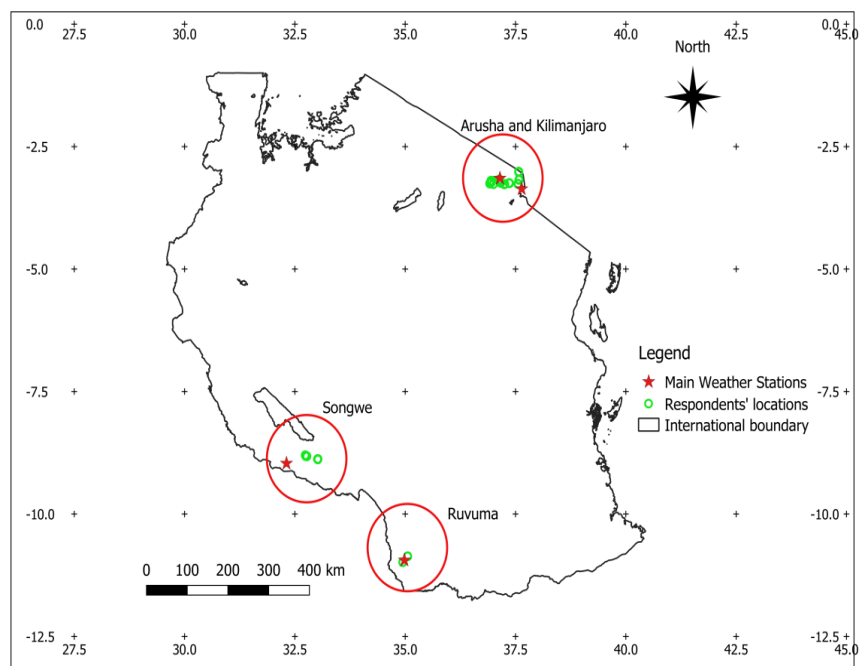 0.0 0.0
27.5 30.0 32.5 35.0 37.5 40.0 42.5 45.0
North
Arusha and Kilimanjaro
-2.5 -2.5
-5.0 -5.0
Legend
Main Weather Stations
Respondents' locations
International boundary
-7.5 -7.5
Songwe
Ruvuma
-10.0 -10.0
0 100 200 300 400 km
-12.5 -12.5
27.5 30.0 32.5 35.0 37.5 40.0 42.5 45.0